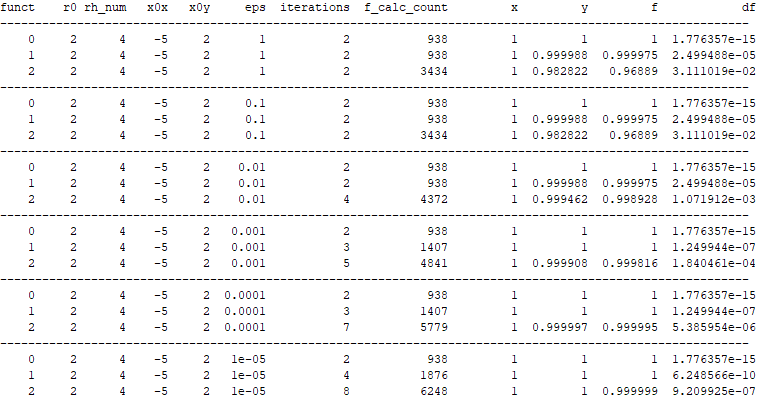 funct r0 rh_num x0x x0y eps iterations f_calc_count x y f df
0 2 4 -5 2 1 2 938 1 1 1 1.776357e-15
1 2 4 -5 2 1 2 938 1 0.999988 0.999975 2.499488e-05
2 2 4 -5 2 1 2 3434 1 0.982822 0.96889 3.111019e-02
0 2 4 -5 2 0.1 2 938 1 1 1 1.776357e-15
1 2 4 -5 2 0.1 2 938 1 0.999988 0.999975 2.499488e-05
2 2 4 -5 2 0.1 2 3434 1 0.982822 0.96889 3.111019e-02
0 2 4 -5 2 0.01 2 938 1 1 1 1.776357e-15
1 2 4 -5 2 0.01 2 938 1 0.999988 0.999975 2.499488e-05
2 2 4 -5 2 0.01 4 4372 1 0.999462 0.998928 1.071912e-03
0 2 4 -5 2 0.001 2 938 1 1 1 1.776357e-15
1 2 4 -5 2 0.001 3 1407 1 1 1 1.249944e-07
2 2 4 -5 2 0.001 5 4841 1 0.999908 0.999816 1.840461e-04
0 2 4 -5 2 0.0001 2 938 1 1 1 1.776357e-15
1 2 4 -5 2 0.0001 3 1407 1 1 1 1.249944e-07
2 2 4 -5 2 0.0001 7 5779 1 0.999997 0.999995 5.385954e-06
0 2 4 -5 2 1e-05 2 938 1 1 1 1.776357e-15
1 2 4 -5 2 1e-05 4 1876 1 1 1 6.248566e-10
2 2 4 -5 2 1e-05 8 6248 1 1 0.999999 9.209925e-07